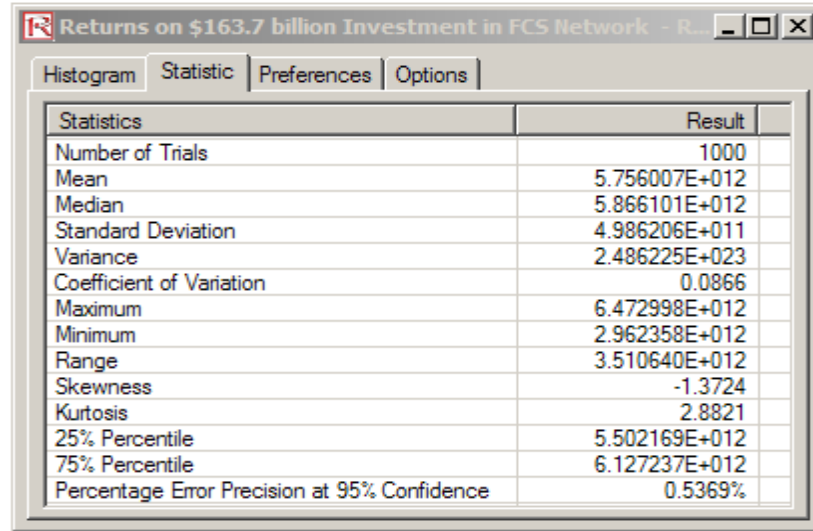 Returns on $163.7 billion Investment in FCS Network - R...
Histogram Statistic Preferences Options
Statistics Result
Number of Trials 1000
Mean 5.756007E+012
Median 5.866101E+012
Standard Deviation 4.986206E+011
Variance 2.486225E+023
Coefficient of Variation 0.0866
Maximum 6.472998E+012
Minimum 2.962358E+012
Range 3.510640E+012
Skewness -1.3724
Kurtosis 2.8821
25% Percentile 5.502169E+012
75% Percentile 6.127237E+012
Percentage Error Precision at 95% Confidence 0.5369%